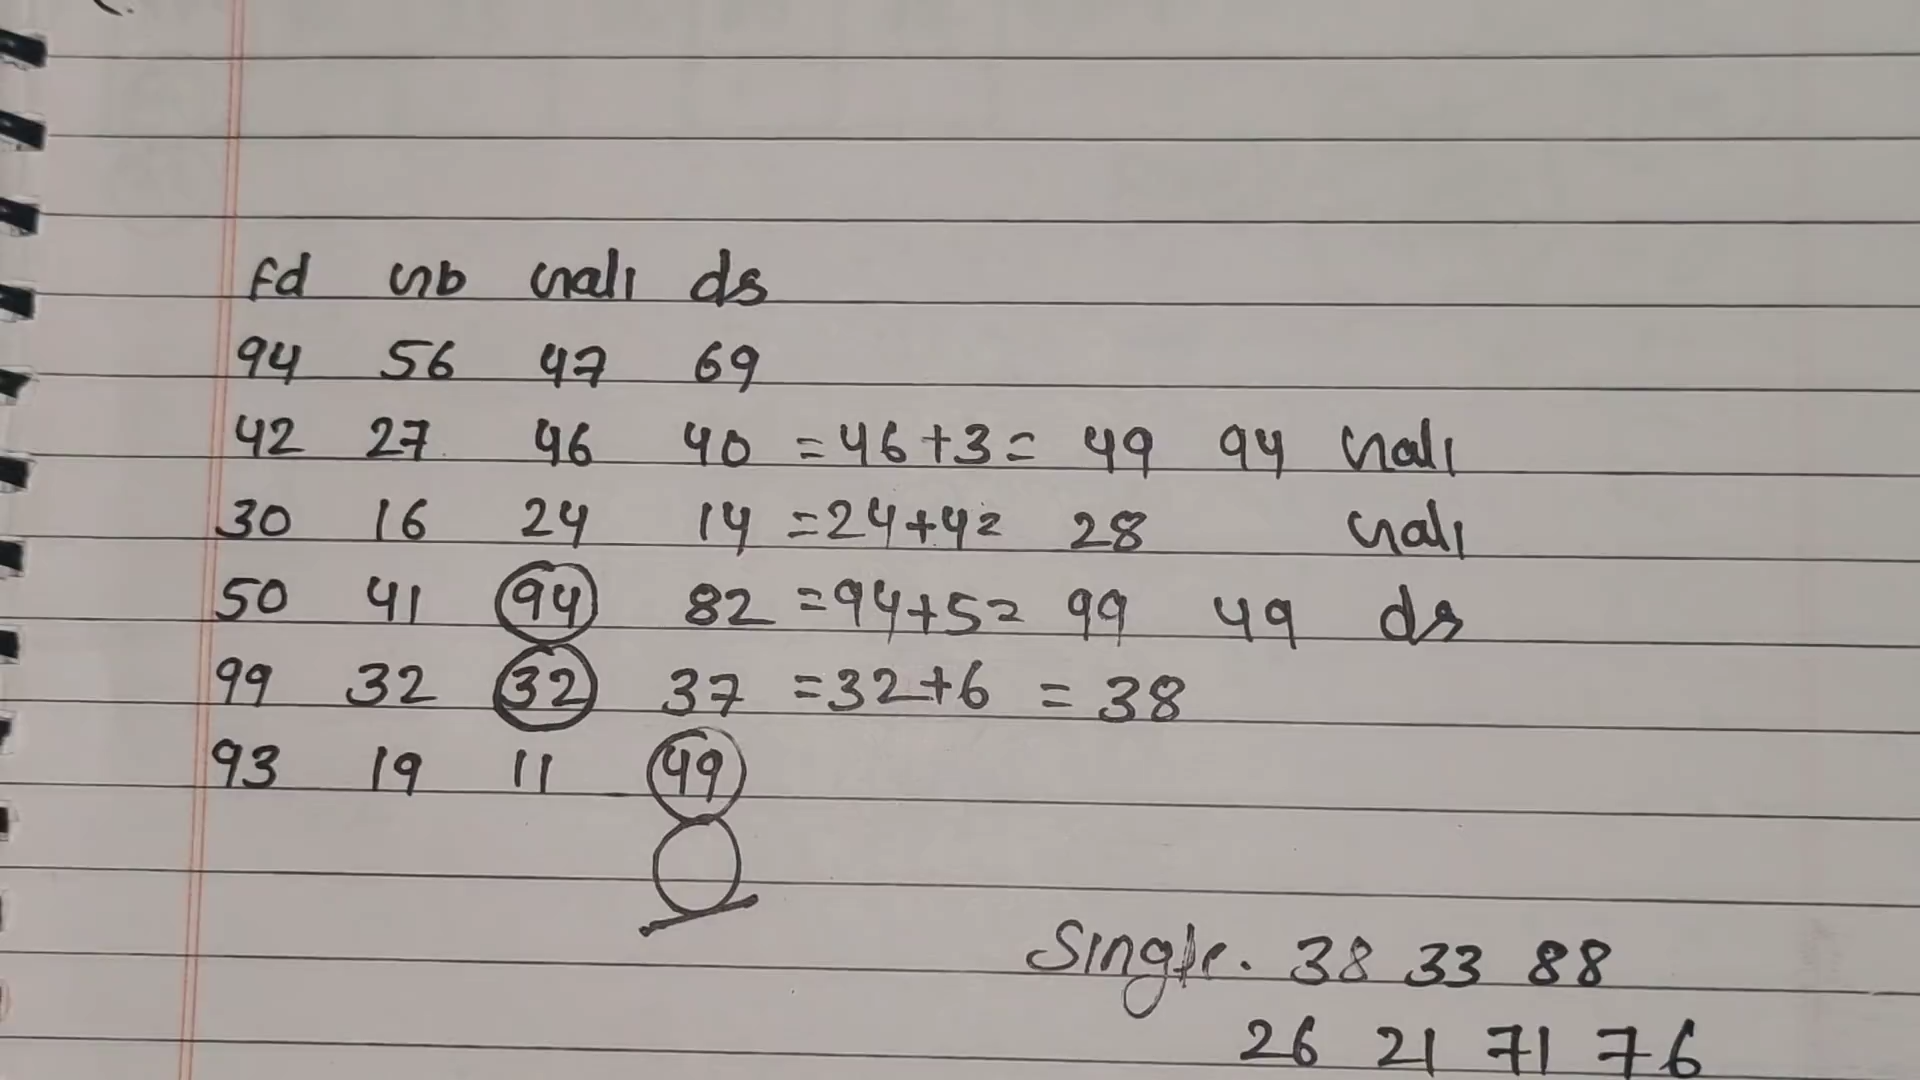 Fd Gb Gali ds
94 56 47 69
42 27 46 40 = 46 + 3 = 49 94 Gali
30 16 24 14 = 24 + 4 = 28 Gali
50 41 94 82 = 94 + 5 = 99 49 ds
99 32 32 37 = 32 + 6 = 38
93 19 11 49
Single. 38 33 88
26 21 71 76